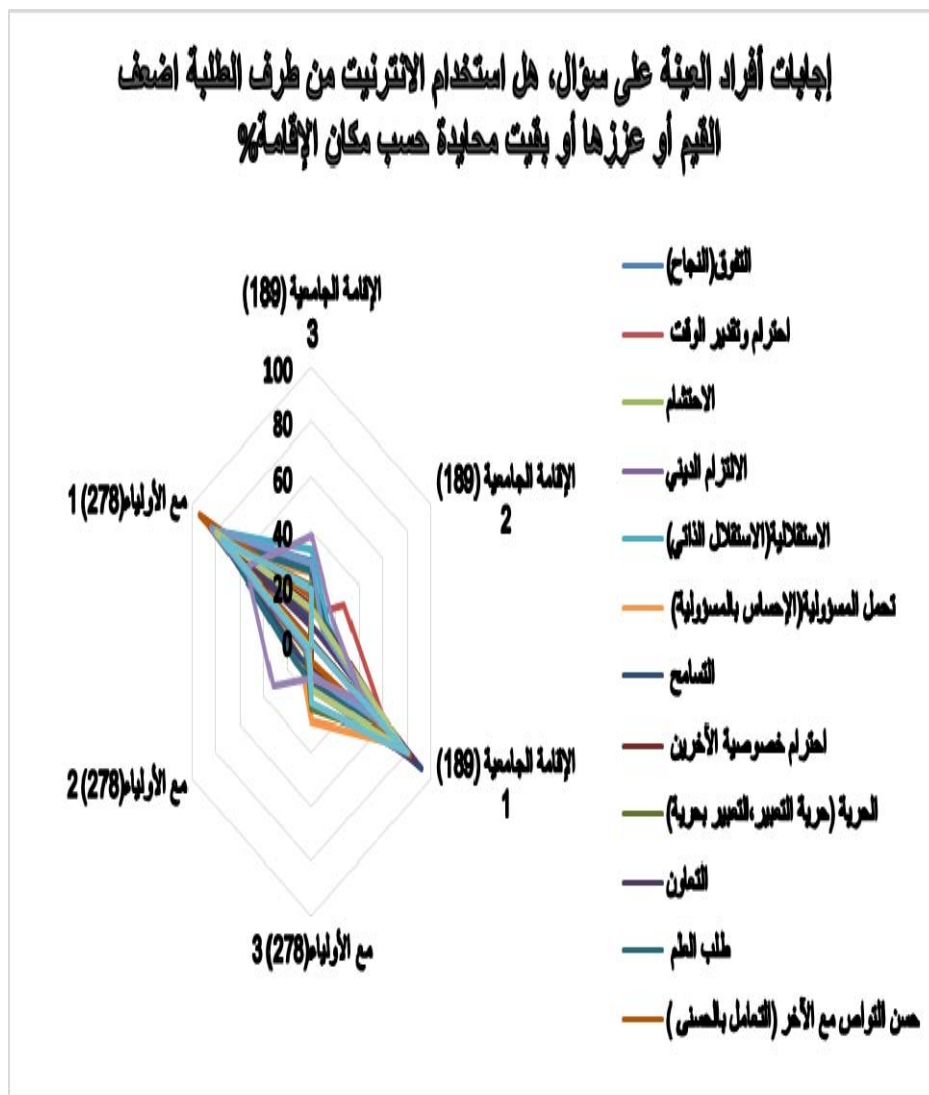 إجابات أفراد العينة على سؤال، هل استخدام الانترنيت من طرف الطلبة اضعف
القيم أو عززها أو بقيت محايدة حسب مكان الإقامة%
الإقامة الجامعية (189)
3
100
80
60
40
20
0
الإقامة الجامعية (189)
2
الإقامة الجامعية (189)
1
مع الأولياء(278) 3
مع الأولياء(278) 2
مع الأولياء(278) 1
التفوق(النجاح)
احترام وتقدير الوقت
الاحتشام
الالتزام الديني
الاستقلالية(الاستقلال الذاتي)
تحمل المسؤولية(الإحساس بالمسؤولية)
التسامح
احترام خصوصية الآخرين
الحرية (حرية التعبير،التعبير بحرية)
التعاون
طلب العلم
حسن التواص مع الآخر (التعامل بالحسنى )